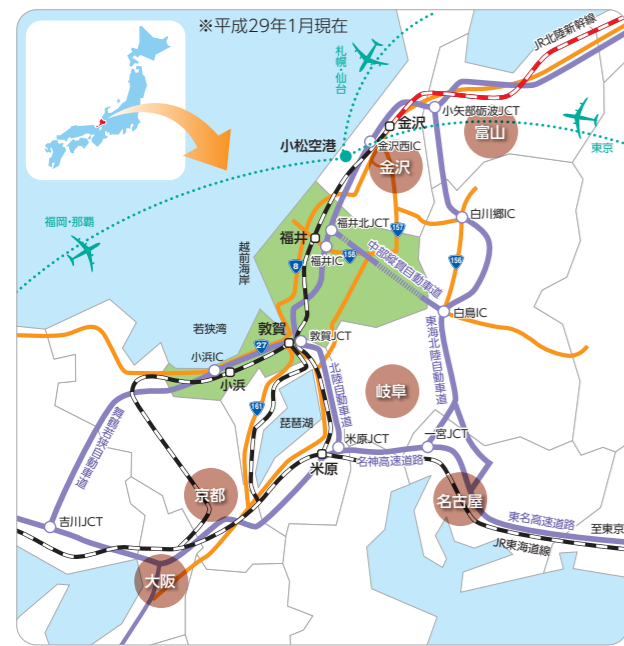 ※平成29年1月現在
JR北陸新幹線
札幌・仙台
小矢部砺波JCT
金沢
富山
小松空港
金沢西IC
金沢
東京
福岡・那覇
白川郷IC
福井北JCT
157
福井
越前海岸
福井IC
158
中部縦貫自動車道
156
8
白鳥IC
若狭湾
敦賀
敦賀JCT
27
小浜IC
小浜
北陸自動車道
東海北陸自動車道
岐阜
161
琵琶湖
舞鶴若狭自動車道
米原JCT
一宮JCT
米原
名神高速道路
京都
名古屋
吉川JCT
東名高速道路
至東京
JR東海道線
大阪